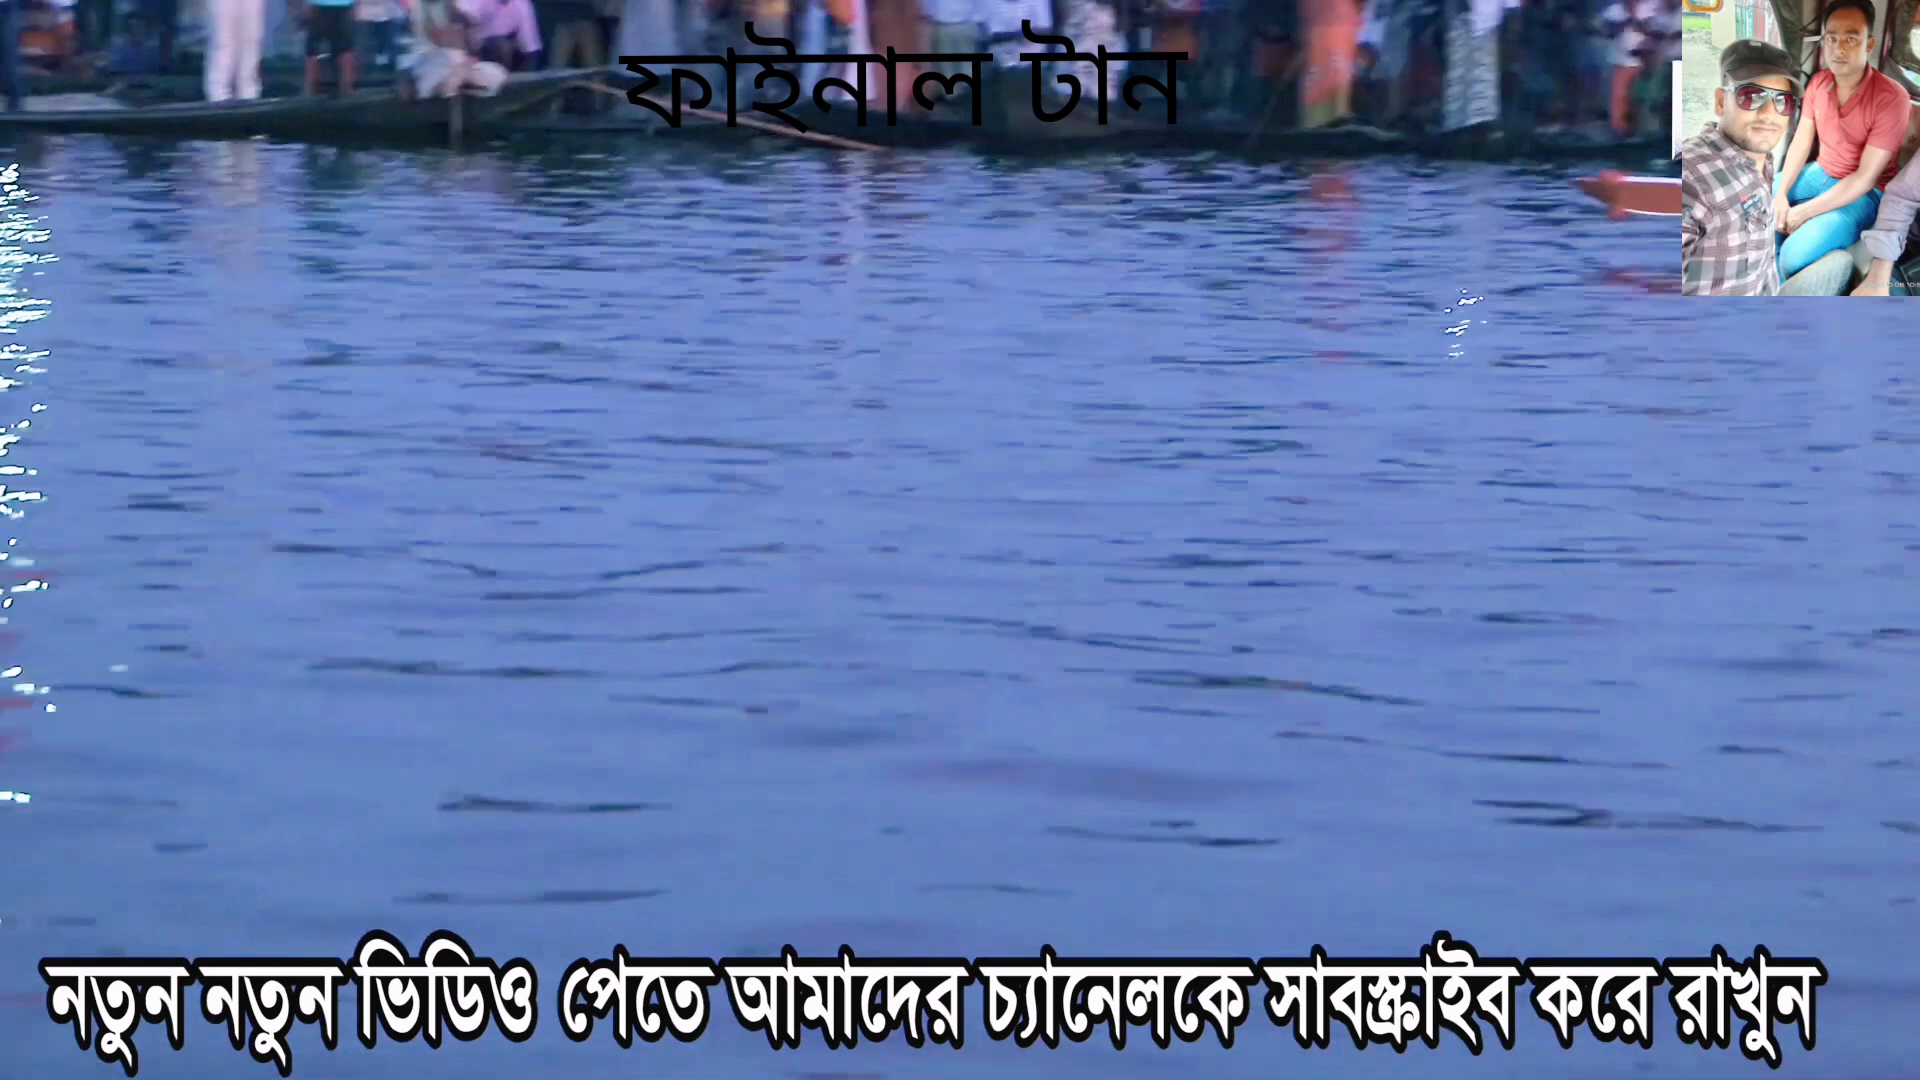 ফাইনাল টান
নতুন নতুন ভিডিও পেতে আমাদের চ্যানেলকে সাবস্ক্রাইব করে রাখুন